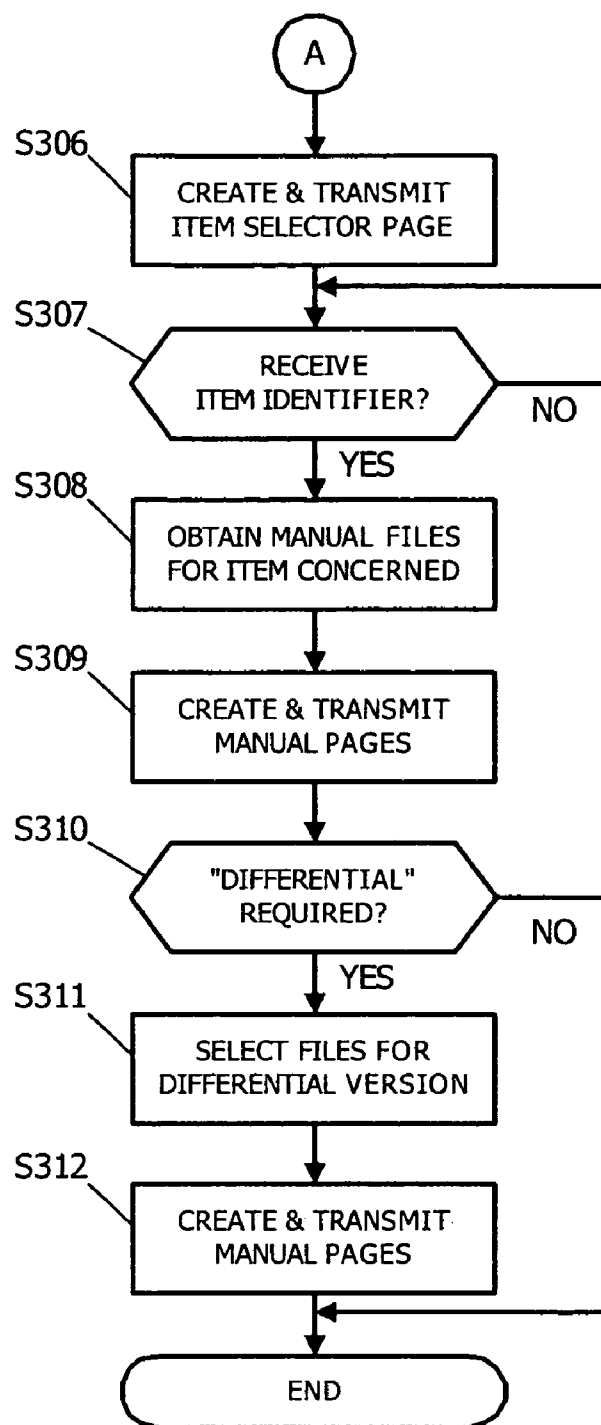 A
S306
CREATE & TRANSMIT
ITEM SELECTOR PAGE
S307
RECEIVE
ITEM IDENTIFIER?
NO
YES
S308
OBTAIN MANUAL FILES
FOR ITEM CONCERNED
S309
CREATE & TRANSMIT
MANUAL PAGES
S310
"DIFFERENTIAL"
REQUIRED?
NO
YES
S311
SELECT FILES FOR
DIFFERENTIAL VERSION
S312
CREATE & TRANSMIT
MANUAL PAGES
END